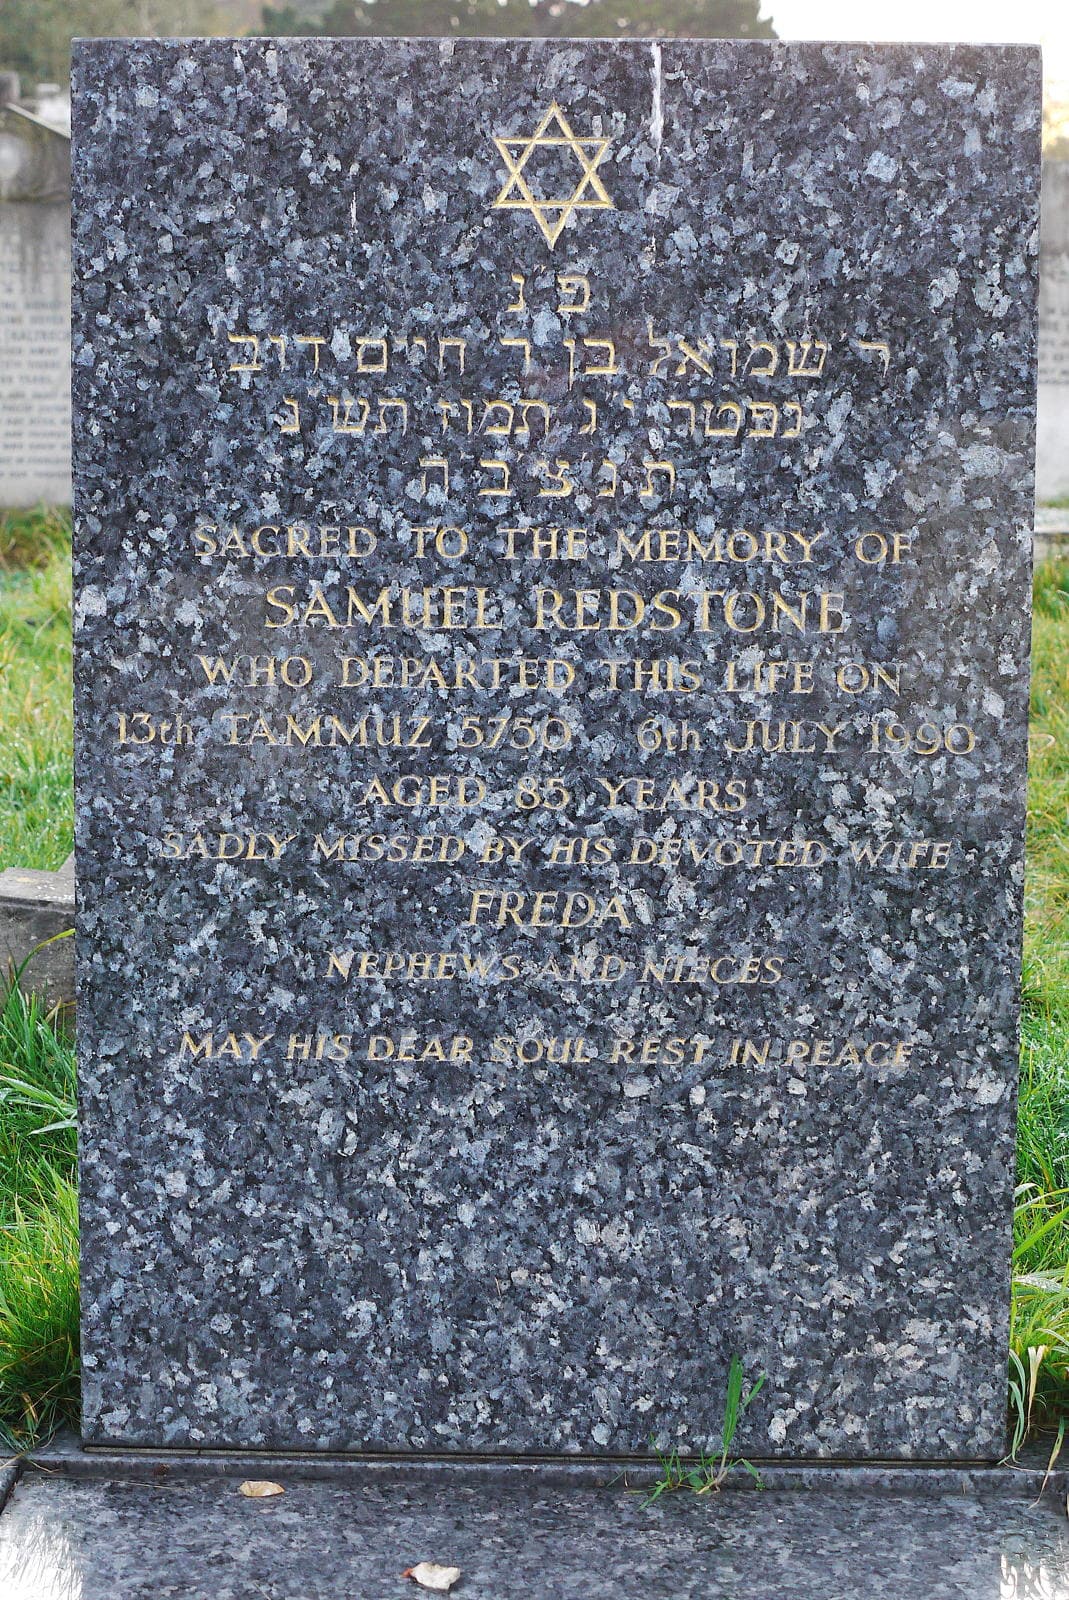 פ״נ
ר׳ שמואל בן ר׳ חיים דוב
נפטר י״ג תמוז תש״נ
ת׳נ׳צ׳ב׳ה
SACRED TO THE MEMORY OF
SAMUEL REDSTONE
WHO DEPARTED THIS LIFE ON
13th TAMMUZ 5750 6th JULY 1990
AGED 85 YEARS
SADLY MISSED BY HIS DEVOTED WIFE
FREDA
NEPHEWS AND NIECES
MAY HIS DEAR SOUL REST IN PEACE